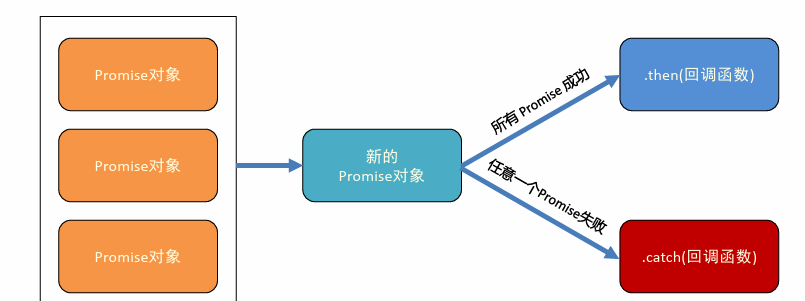 Promise对象
Promise对象
Promise对象
新的
Promise对象
所有 Promise 成功
任意一个Promise失败
.then(回调函数)
.catch(回调函数)